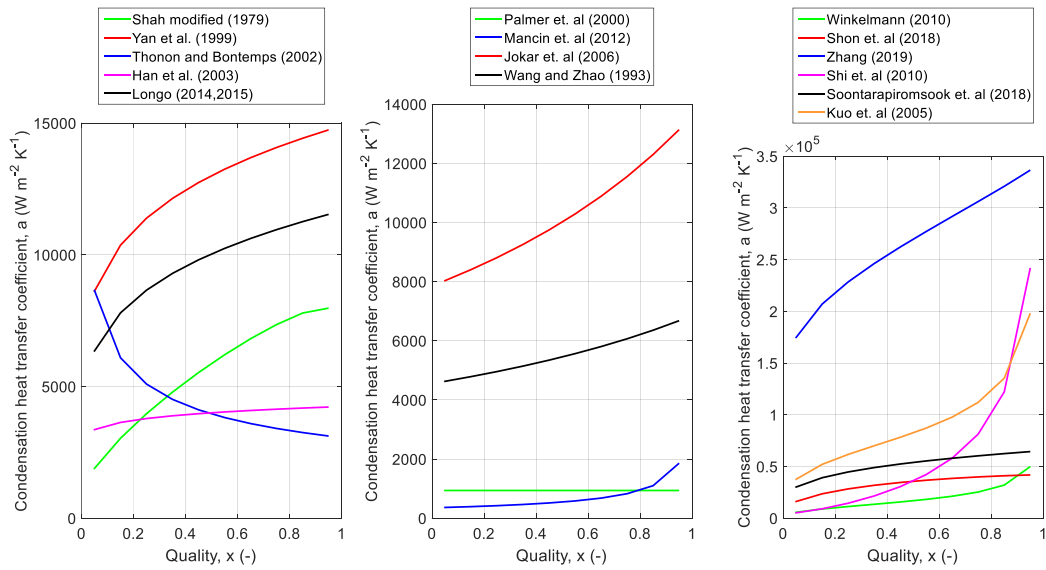 Shah modified (1979)
Yan et al. (1999)
Thonon and Bontemps (2002)
Han et al. (2003)
Longo (2014,2015)
15000
10000
5000
0
0
0.2
0.4
0.6
0.8
1
Condensation heat transfer coefficient, a (W m-2 K-1)
Quality, x (-)
Palmer et. al (2000)
Mancin et. al (2012)
Jokar et. al (2006)
Wang and Zhao (1993)
14000
12000
10000
8000
6000
4000
2000
0
0
0.2
0.4
0.6
0.8
1
Condensation heat transfer coefficient, a (W m-2 K-1)
Quality, x (-)
Winkelmann (2010)
Shon et. al (2018)
Zhang (2019)
Shi et. al (2010)
Soontarapiromsook et. al (2018)
Kuo et. al (2005)
×10^5
3.5
3
2.5
2
1.5
1
0.5
0
0
0.2
0.4
0.6
0.8
1
Condensation heat transfer coefficient, a (W m-2 K-1)
Quality, x (-)